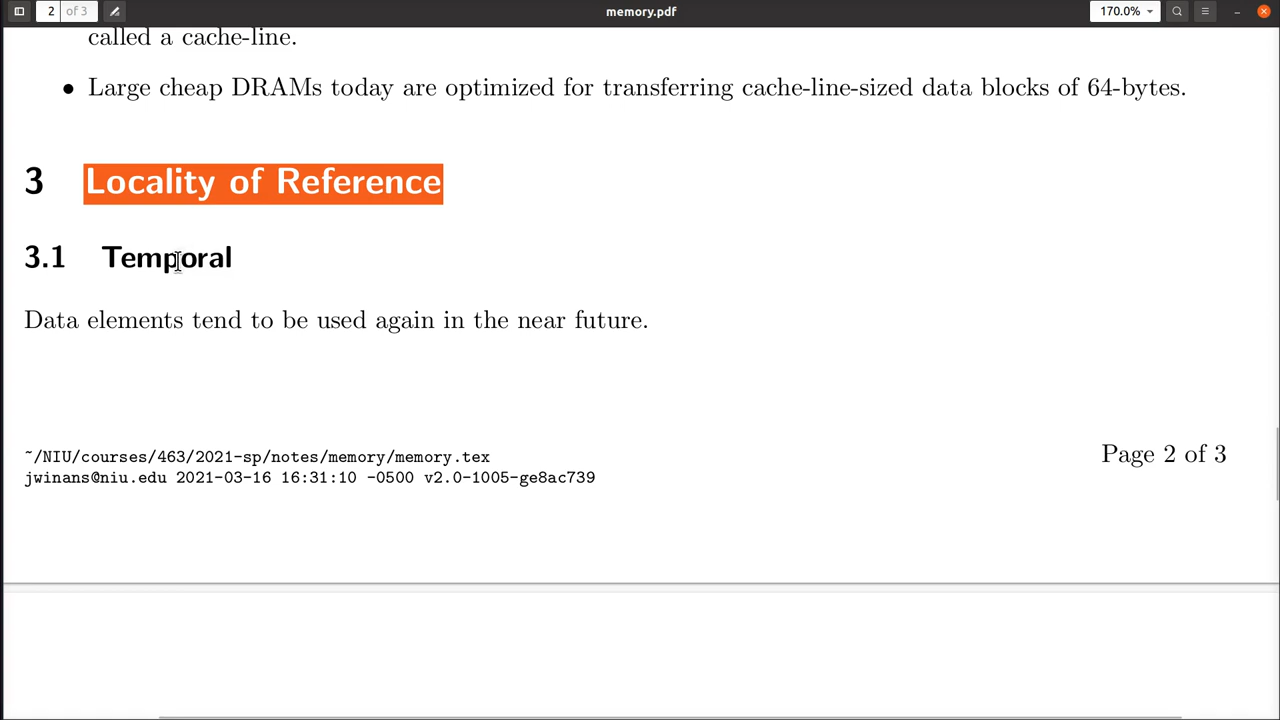 2 of 3 memory.pdf 170.0%
called a cache-line.
• Large cheap DRAMs today are optimized for transferring cache-line-sized data blocks of 64-bytes.
3 Locality of Reference
3.1 Temporal
Data elements tend to be used again in the near future.
~/NIU/courses/463/2021-sp/notes/memory/memory.tex
jwinans@niu.edu 2021-03-16 16:31:10 -0500 v2.0-1005-ge8ac739
Page 2 of 3